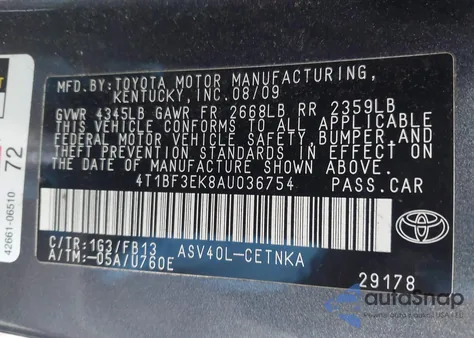 MFD.BY: TOYOTA MOTOR MANUFACTURING,
KENTUCKY, INC. 08/09
GVWR 4345LB GAWR FR 2668LB RR 2359LB
THIS VEHICLE CONFORMS TO ALL APPLICABLE
FEDERAL MOTOR VEHICLE SAFETY, BUMPER, AND
THEFT PREVENTION STANDARDS IN EFFECT ON
THE DATE OF MANUFACTURE SHOWN ABOVE.
4T1BF3EK8AU036754 PASS.CAR
C/TR: 1G3/FB13 ASV40L-CETNKA
A/TM: -05A/U760E
29178
TOYOTA
42661-06510
72
autoSnap